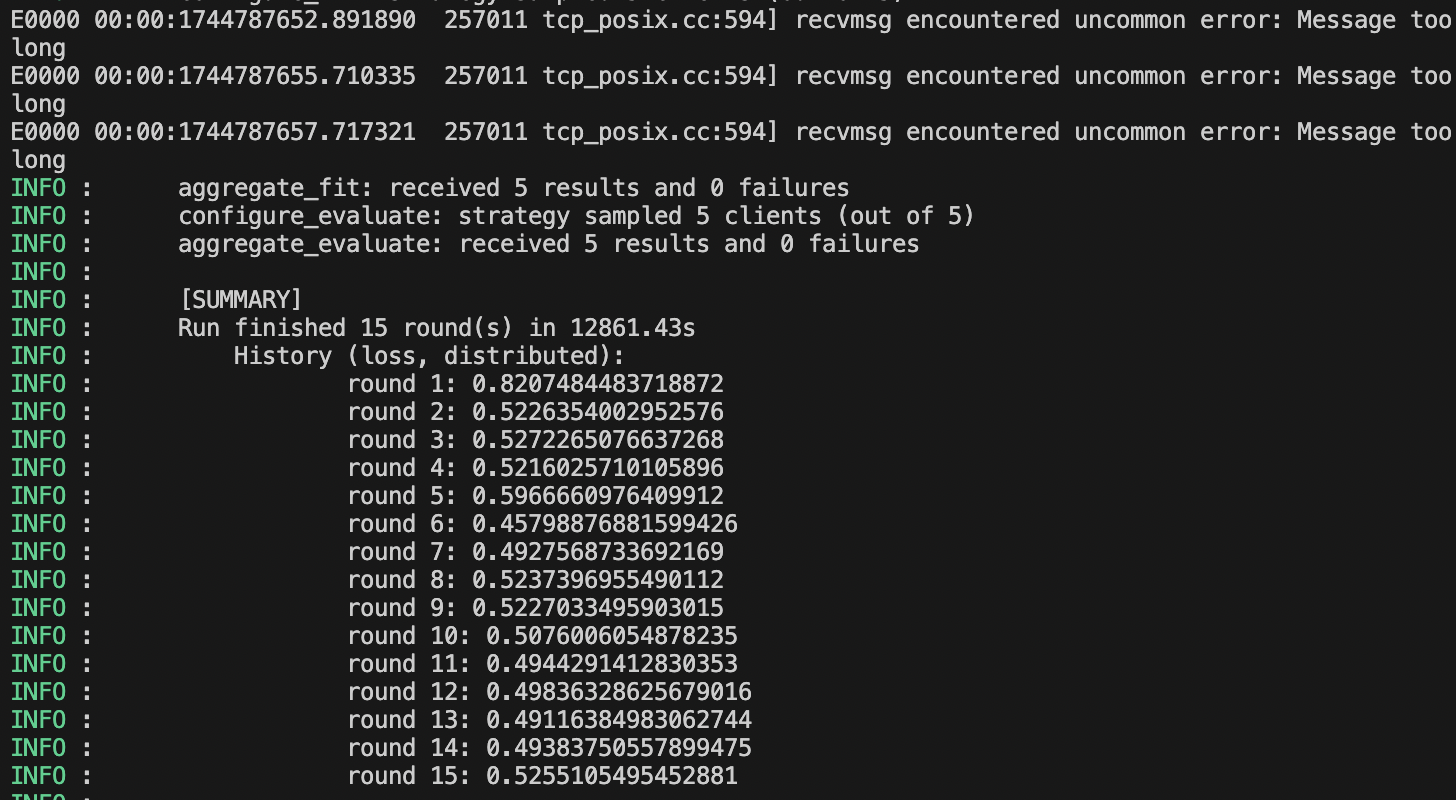 E0000 00:00:1744787652.891890  257011 tcp_posix.cc:594] recvmsg encountered uncommon error: Message too
long
E0000 00:00:1744787655.710335  257011 tcp_posix.cc:594] recvmsg encountered uncommon error: Message too
long
E0000 00:00:1744787657.717321  257011 tcp_posix.cc:594] recvmsg encountered uncommon error: Message too
long
INFO :      aggregate_fit: received 5 results and 0 failures
INFO :      configure_evaluate: strategy sampled 5 clients (out of 5)
INFO :      aggregate_evaluate: received 5 results and 0 failures
INFO :
INFO :      [SUMMARY]
INFO :      Run finished 15 round(s) in 12861.43s
INFO :          History (loss, distributed):
INFO :                  round 1: 0.8207484483718872
INFO :                  round 2: 0.5226354002952576
INFO :                  round 3: 0.5272265076637268
INFO :                  round 4: 0.5216025710105896
INFO :                  round 5: 0.5966660976409912
INFO :                  round 6: 0.45798876881599426
INFO :                  round 7: 0.4927568733692169
INFO :                  round 8: 0.5237396955490112
INFO :                  round 9: 0.5227033495903015
INFO :                  round 10: 0.5076006054878235
INFO :                  round 11: 0.4944291412830353
INFO :                  round 12: 0.49836328625679016
INFO :                  round 13: 0.49116384983062744
INFO :                  round 14: 0.49383750557899475
INFO :                  round 15: 0.5255105495452881
INFO :